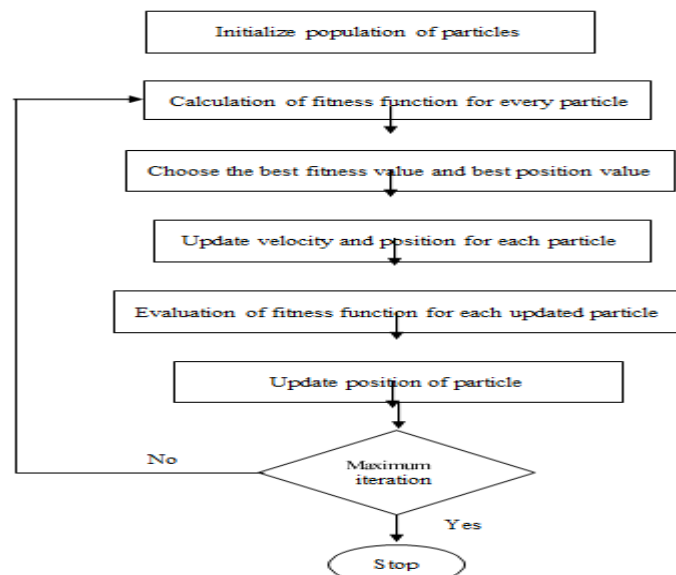 Initialize population of particles
Calculation of fitness function for every particle
Choose the best fitness value and best position value
Update velocity and position for each particle
Evaluation of fitness function for each updated particle
Update position of particle
Maximum
iteration
No
Yes
Stop